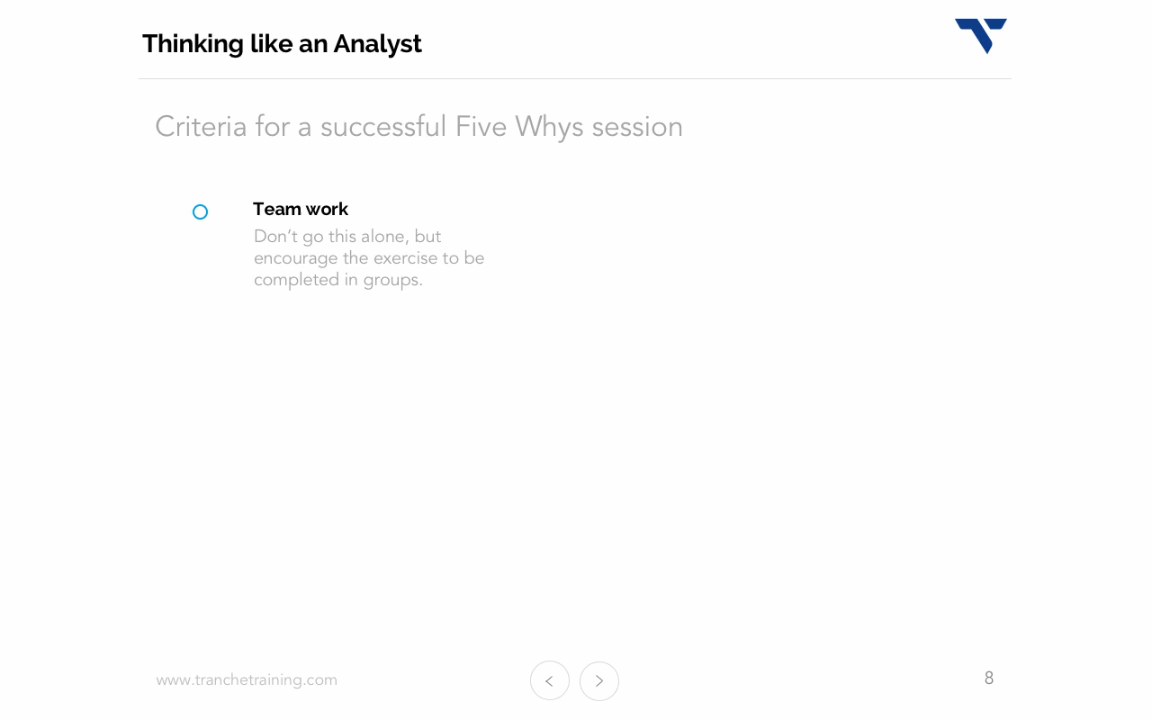 Thinking like an Analyst
Criteria for a successful Five Whys session
Team work
Don’t go this alone, but
encourage the exercise to be
completed in groups.
www.tranchetraining.com
< >
8